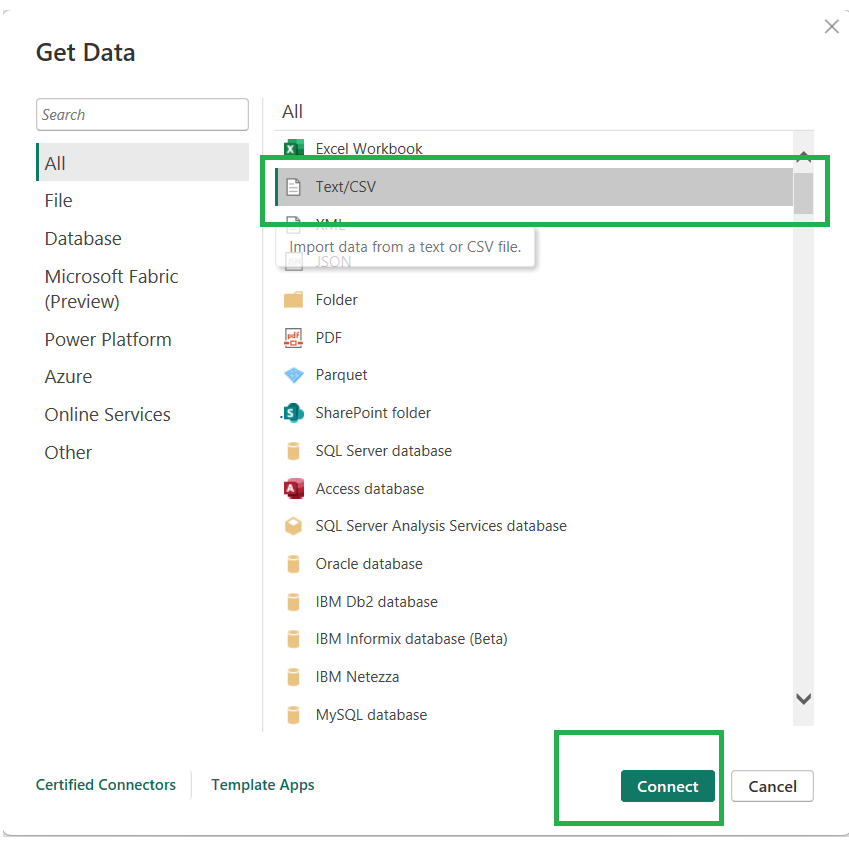 Get Data
Search
All
File
Database
Microsoft Fabric
(Preview)
Power Platform
Azure
Online Services
Other
All
Excel Workbook
Text/CSV
XML
Import data from a text or CSV file.
JSON
Folder
PDF
Parquet
SharePoint folder
SQL Server database
Access database
SQL Server Analysis Services database
Oracle database
IBM Db2 database
IBM Informix database (Beta)
IBM Netezza
MySQL database
Certified Connectors
Template Apps
Connect
Cancel